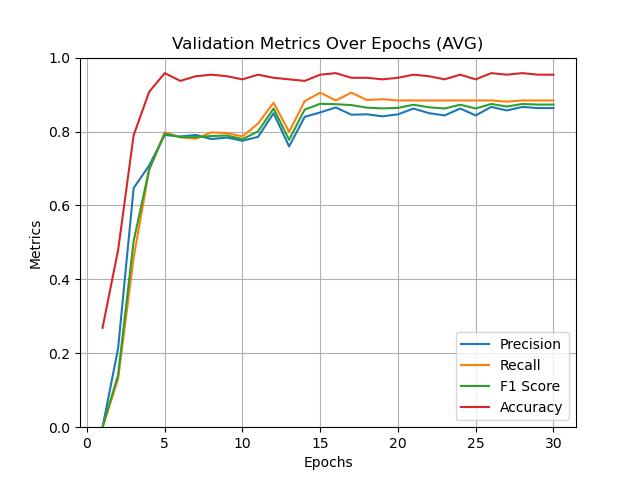 Validation Metrics Over Epochs (AVG)
1.0
0.8
0.6
0.4
0.2
0.0
Metrics
0 5 10 15 20 25 30
Epochs
Precision
Recall
F1 Score
Accuracy